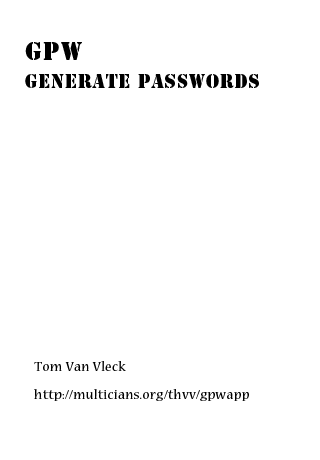 GPW
GENERATE PASSWORDS
Tom Van Vleck
http://multicians.org/thvv/gpwapp